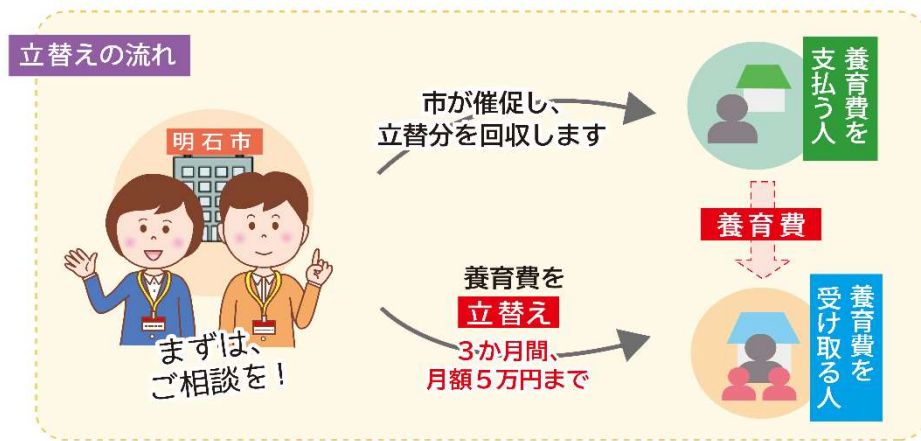 立替えの流れ
明石市
まずは、
ご相談を！
市が催促し、
立替分を回収します
養育費を
立替え
３か月間、
月額５万円まで
養育費を
支払う人
養育費
養育費を
受け取る人